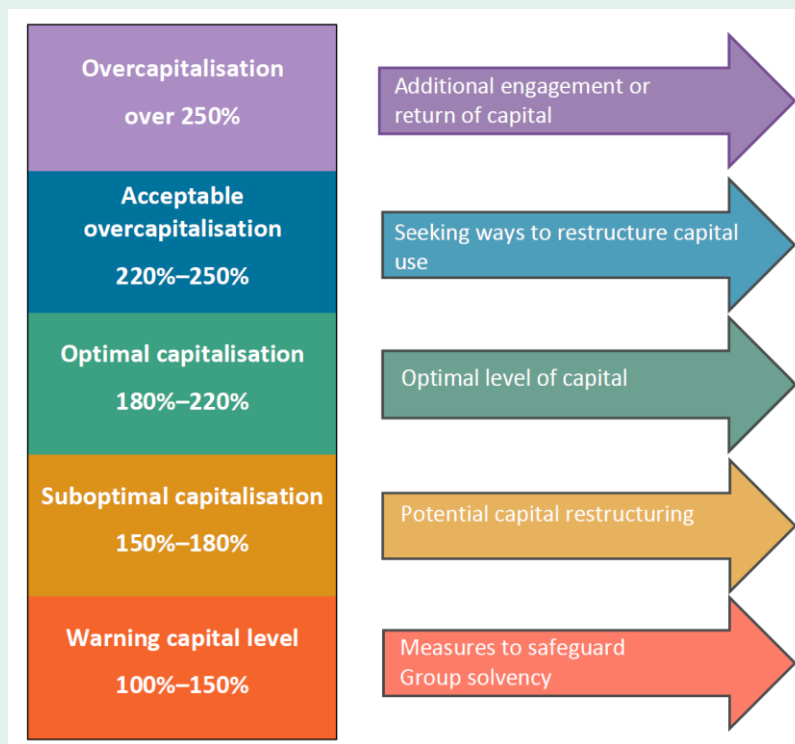 Overcapitalisation
over 250%
Additional engagement or
return of capital
Acceptable
overcapitalisation
220%–250%
Seeking ways to restructure capital
use
Optimal capitalisation
180%–220%
Optimal level of capital
Suboptimal capitalisation
150%–180%
Potential capital restructuring
Warning capital level
100%–150%
Measures to safeguard
Group solvency